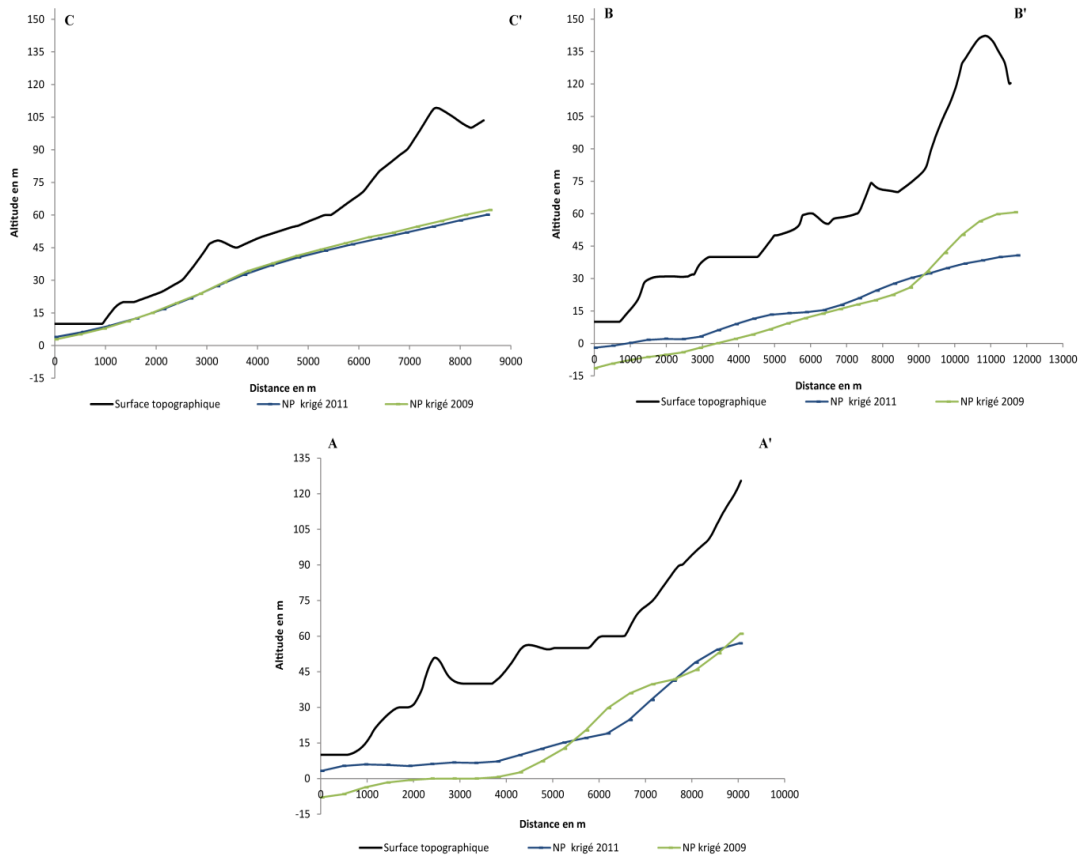 C C'
Altitude en m
150
135
120
105
90
75
60
45
30
15
0
-15
0 1000 2000 3000 4000 5000 6000 7000 8000 9000
Distance en m
Surface topographique NP krigé 2011 NP krigé 2009
B B'
Altitude en m
150
135
120
105
90
75
60
45
30
15
0
-15
0 1000 2000 3000 4000 5000 6000 7000 8000 9000 10000 11000 12000 13000
Distance en m
Surface topographique NP krigé 2011 NP krigé 2009
A A'
Altitude en m
135
120
105
90
75
60
45
30
15
0
-15
0 1000 2000 3000 4000 5000 6000 7000 8000 9000 10000
Distance en m
Surface topographique NP krigé 2011 NP krigé 2009